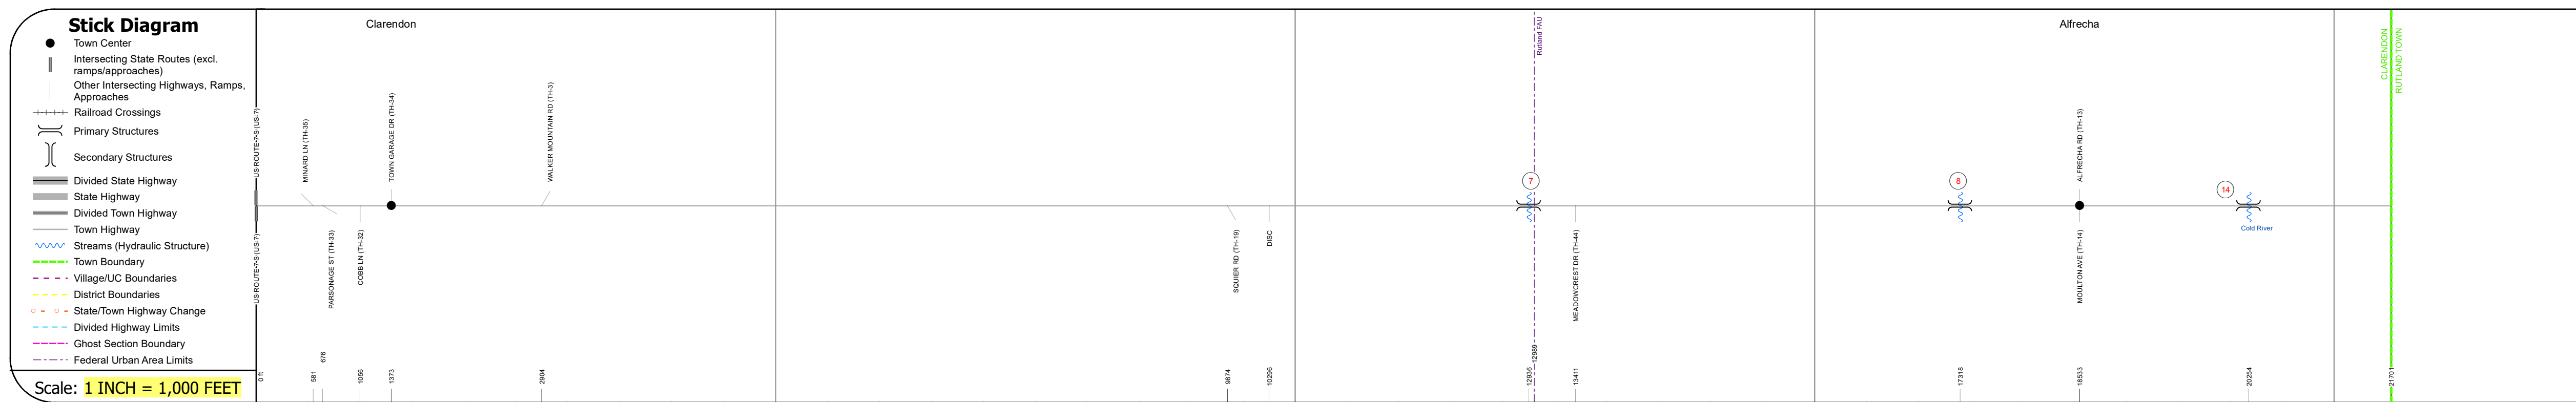 Stick Diagram
Town Center
Intersecting State Routes (excl.
ramps/approaches)
Other Intersecting Highways, Ramps,
Approaches
Railroad Crossings
Primary Structures
Secondary Structures
Divided State Highway
State Highway
Divided Town Highway
Town Highway
Streams (Hydraulic Structure)
Town Boundary
Village/UC Boundaries
District Boundaries
State/Town Highway Change
Divided Highway Limits
Ghost Section Boundary
Federal Urban Area Limits
Scale: 1 INCH = 1,000 FEET
Clarendon
Alfrecha
US-ROUTE-7-S (US-7)
MINARD LN (TH-35)
TOWN GARAGE DR (TH-34)
WALKER MOUNTAIN RD (TH-3)
Rutland FAU
ALFRECHA RD (TH-13)
CLARENDON
RUTLAND TOWN
7
8
14
US-ROUTE-7-S (US-7)
PARSONAGE ST (TH-33)
COBB LN (TH-32)
SQUIER RD (TH-19)
DISC
MEADOWCREST DR (TH-44)
MOULTON AVE (TH-14)
Cold River
0 ft
581
676
1056
1373
2904
9874
10296
12936
12989
13411
17318
18533
20254
21701